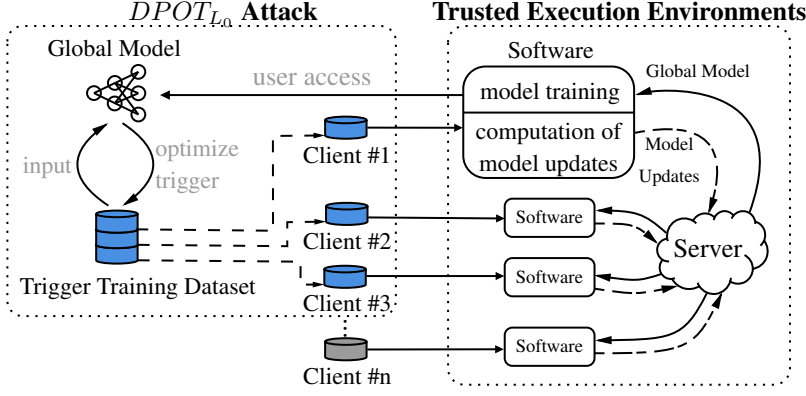 DPOT_{L_0} Attack
Trusted Execution Environments
Global Model
user access
input
optimize
trigger
Trigger Training Dataset
Client #1
Client #2
Client #3
Client #n
Software
model training
computation of
model updates
Global Model
Model
Updates
Software
Software
Software
Server